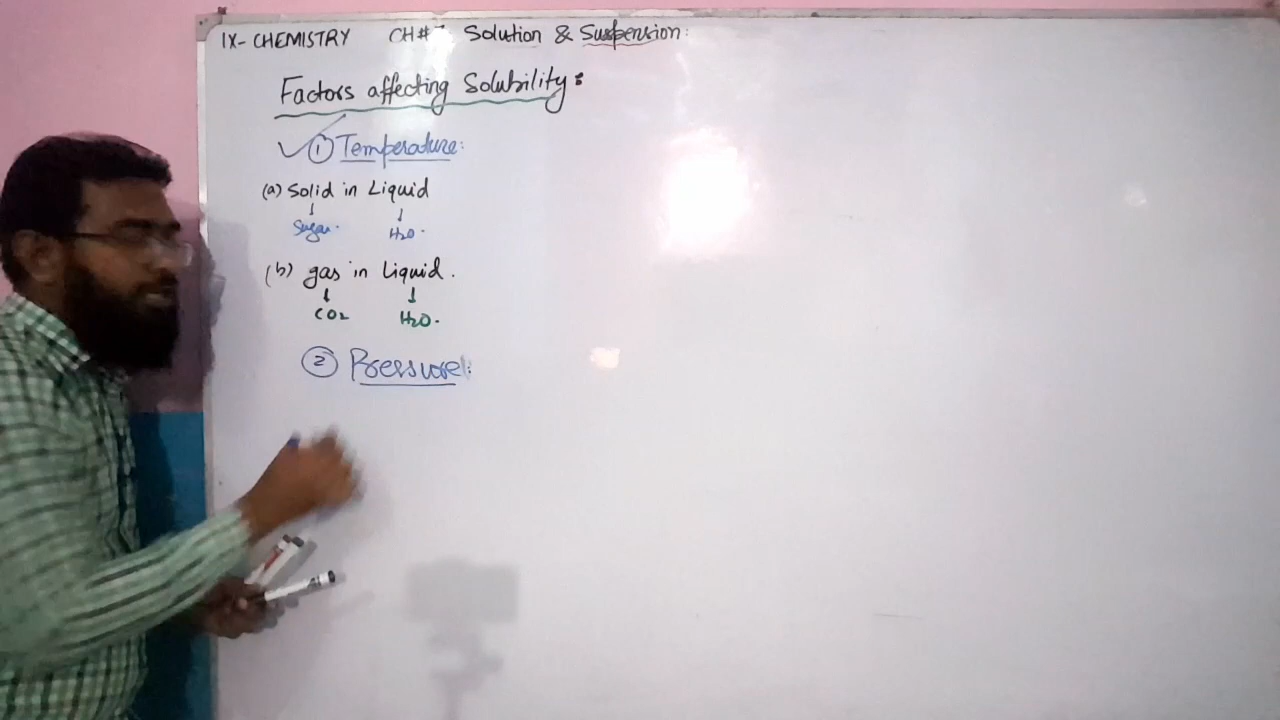 IX- CHEMISTRY CH# Solution & Suspension:
Factors affecting Solubility:
① Temperature:
(a) Solid in Liquid
Sugar. H2O.
(b) gas in Liquid.
CO2 H2O.
② Pressure: